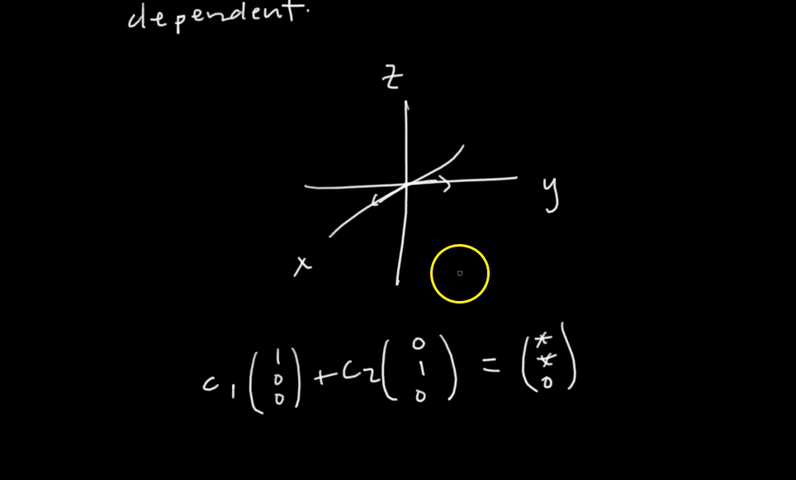 dependent.
z
y
x
c₁(1 0 0) + c₂(0 1 0) = (* * 0)